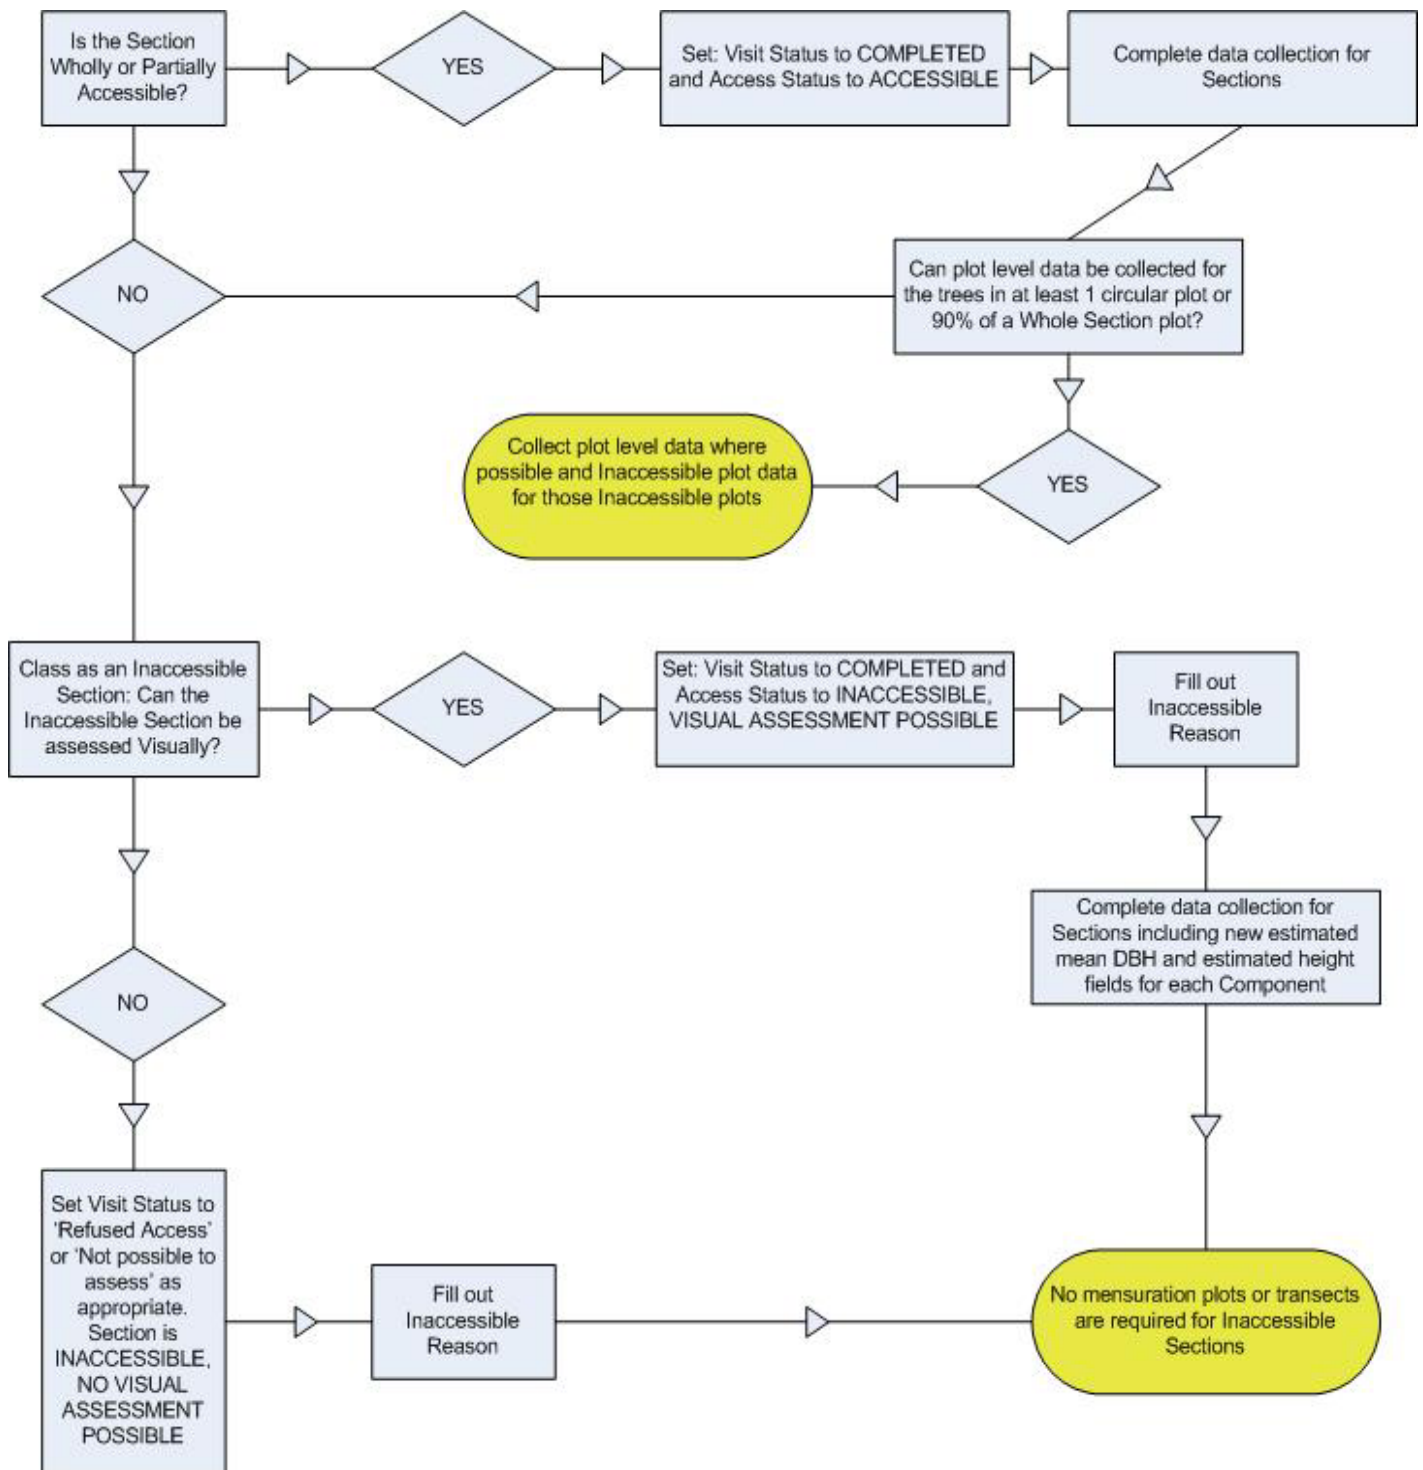 Is the Section
Wholly or Partially
Accessible?
YES
Set: Visit Status to COMPLETED
and Access Status to ACCESSIBLE
Complete data collection for
Sections
NO
Can plot level data be collected for
the trees in at least 1 circular plot or
90% of a Whole Section plot?
Collect plot level data where
possible and Inaccessible plot data
for those Inaccessible plots
YES
Class as an Inaccessible
Section: Can the
Inaccessible Section be
assessed Visually?
YES
Set: Visit Status to COMPLETED and
Access Status to INACCESSIBLE,
VISUAL ASSESSMENT POSSIBLE
Fill out
Inaccessible
Reason
Complete data collection for
Sections including new estimated
mean DBH and estimated height
fields for each Component
NO
Set Visit Status to
‘Refused Access’
or ‘Not possible to
assess’ as
appropriate.
Section is
INACCESSIBLE,
NO VISUAL
ASSESSMENT
POSSIBLE
Fill out
Inaccessible
Reason
No mensuration plots or transects
are required for Inaccessible
Sections